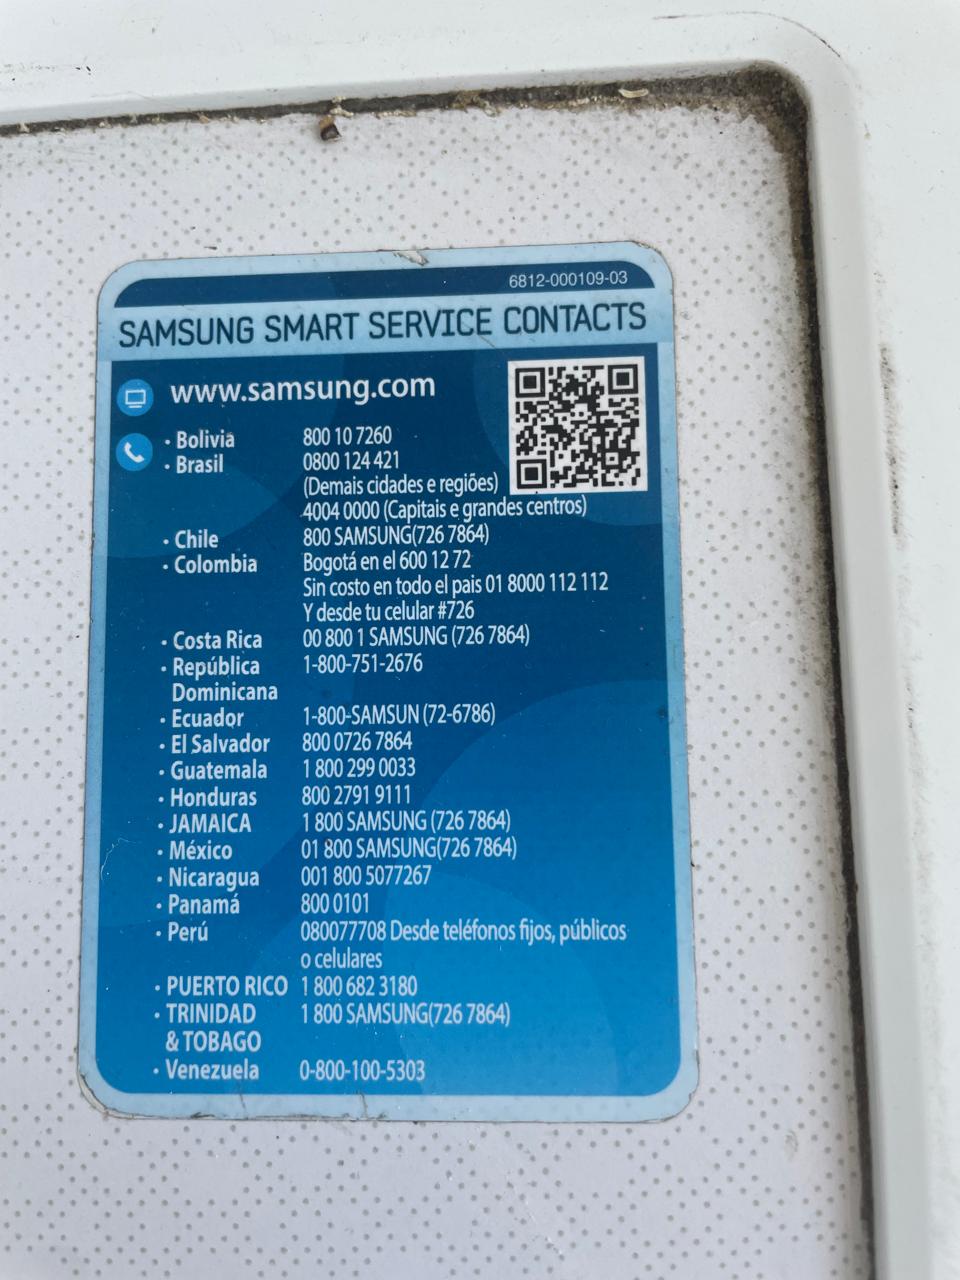 6812-000109-03
SAMSUNG SMART SERVICE CONTACTS
www.samsung.com
• Bolivia 800 10 7260
• Brasil 0800 124 421
(Demais cidades e regiões)
4004 0000 (Capitais e grandes centros)
• Chile 800 SAMSUNG(726 7864)
• Colombia Bogotá en el 600 12 72
Sin costo en todo el pais 01 8000 112 112
Y desde tu celular #726
• Costa Rica 00 800 1 SAMSUNG (726 7864)
• República 1-800-751-2676
Dominicana
• Ecuador 1-800-SAMSUN (72-6786)
• El Salvador 800 0726 7864
• Guatemala 1 800 299 0033
• Honduras 800 2791 9111
• JAMAICA 1 800 SAMSUNG (726 7864)
• México 01 800 SAMSUNG(726 7864)
• Nicaragua 001 800 5077267
• Panamá 800 0101
• Perú 080077708 Desde teléfonos fijos, públicos
o celulares
• PUERTO RICO 1 800 682 3180
• TRINIDAD 1 800 SAMSUNG(726 7864)
& TOBAGO
• Venezuela 0-800-100-5303